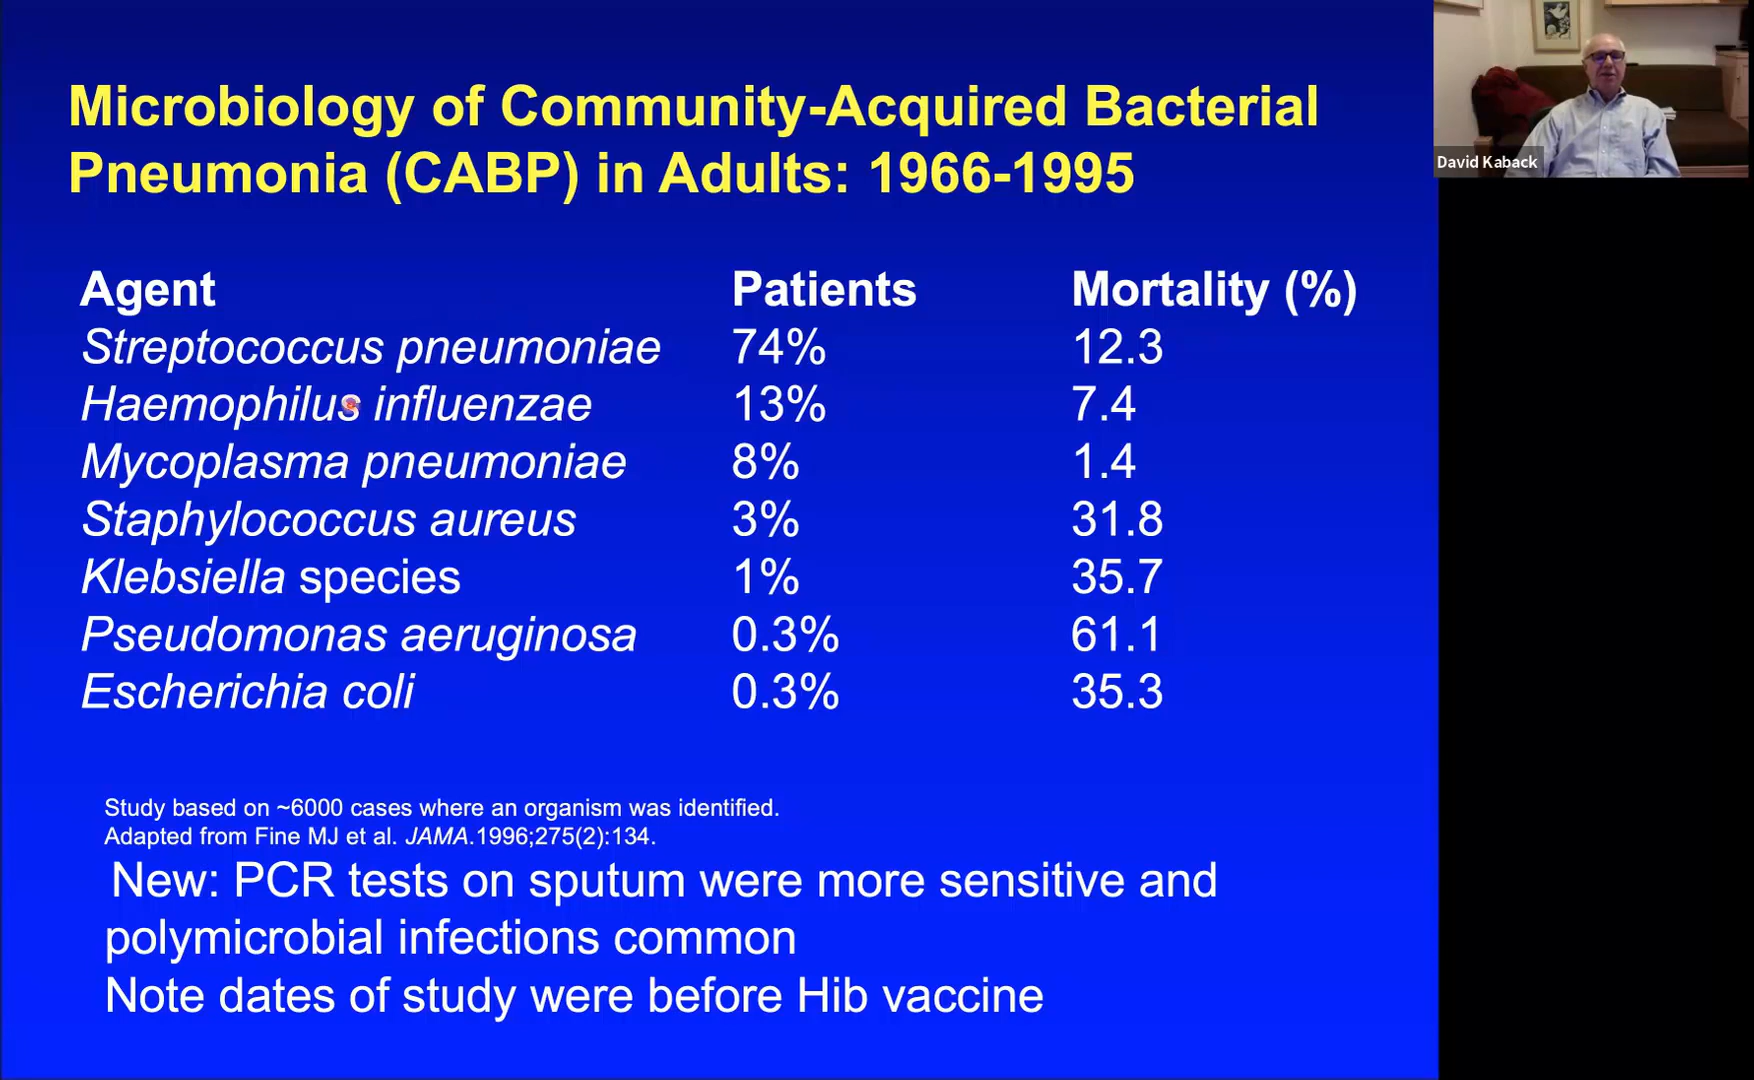 Microbiology of Community-Acquired Bacterial
Pneumonia (CABP) in Adults: 1966-1995
Agent Patients Mortality (%)
Streptococcus pneumoniae 74% 12.3
Haemophilus influenzae 13% 7.4
Mycoplasma pneumoniae 8% 1.4
Staphylococcus aureus 3% 31.8
Klebsiella species 1% 35.7
Pseudomonas aeruginosa 0.3% 61.1
Escherichia coli 0.3% 35.3
Study based on ~6000 cases where an organism was identified.
Adapted from Fine MJ et al. JAMA.1996;275(2):134.
New: PCR tests on sputum were more sensitive and
polymicrobial infections common
Note dates of study were before Hib vaccine
David Kaback